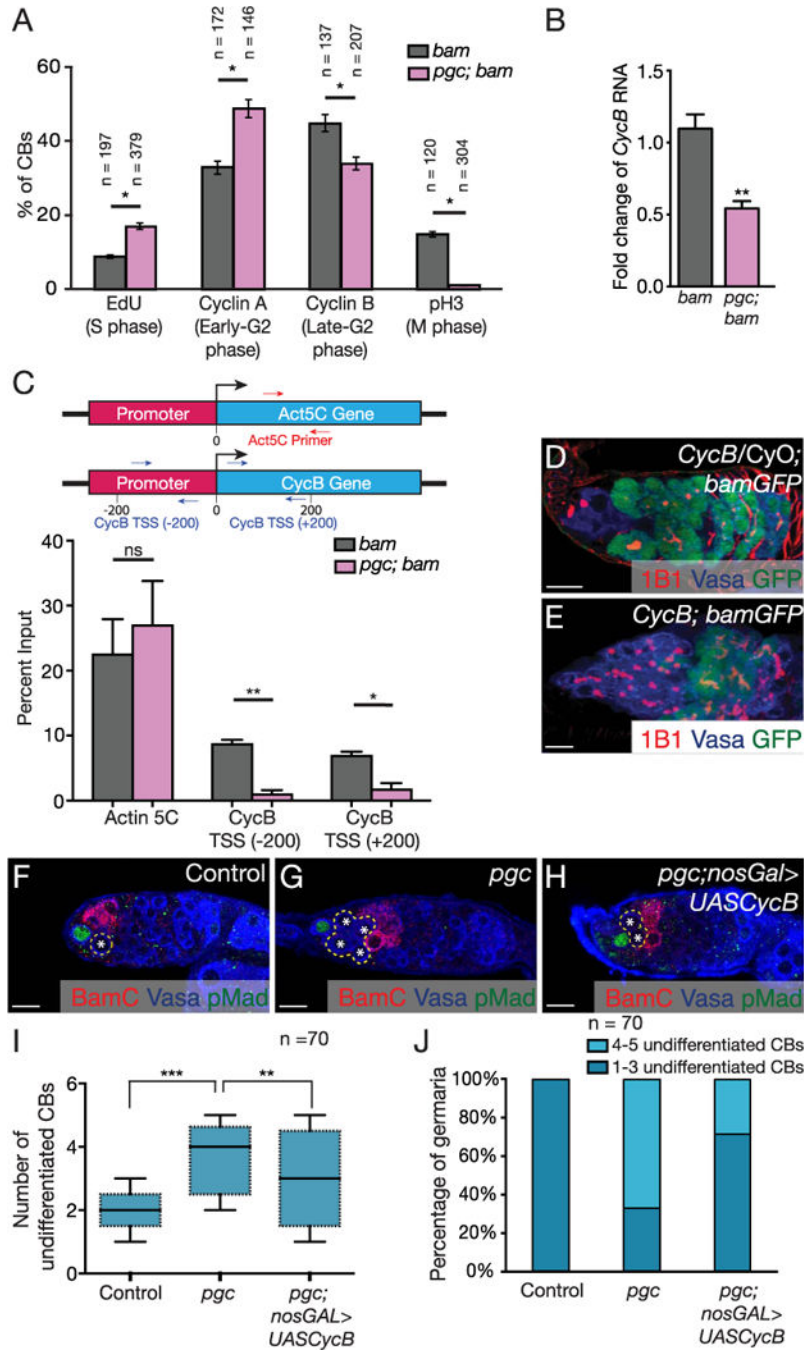 A
n = 197
n = 379
n = 172
n = 146
n = 137
n = 207
n = 120
n = 304
bam
pgc; bam
% of CBs
60
40
20
0
*
*
*
*
EdU
(S phase)
Cyclin A
(Early-G2
phase)
Cyclin B
(Late-G2
phase)
pH3
(M phase)
B
Fold change of CycB RNA
1.5
1.0
0.5
0.0
**
bam
pgc;
bam
C
Promoter
Act5C Gene
0
Act5C Primer
Promoter
CycB Gene
-200
0
200
CycB TSS (-200)
CycB TSS (+200)
bam
pgc; bam
Percent Input
40
30
20
10
0
ns
**
*
Actin 5C
CycB
TSS (-200)
CycB
TSS (+200)
D
CycB/CyO;
bamGFP
1B1 Vasa GFP
E
CycB; bamGFP
1B1 Vasa GFP
F
Control
*
BamC Vasa pMad
G
pgc
*
*
*
*
BamC Vasa pMad
H
pgc;nosGal>
UASCycB
*
*
BamC Vasa pMad
I
n =70
Number of
undifferentiated CBs
6
4
2
0
***
**
Control
pgc
pgc;
nosGAL>
UASCycB
J
n = 70
4-5 undifferentiated CBs
1-3 undifferentiated CBs
Percentage of germaria
100%
80%
60%
40%
20%
0%
Control
pgc
pgc;
nosGAL>
UASCycB